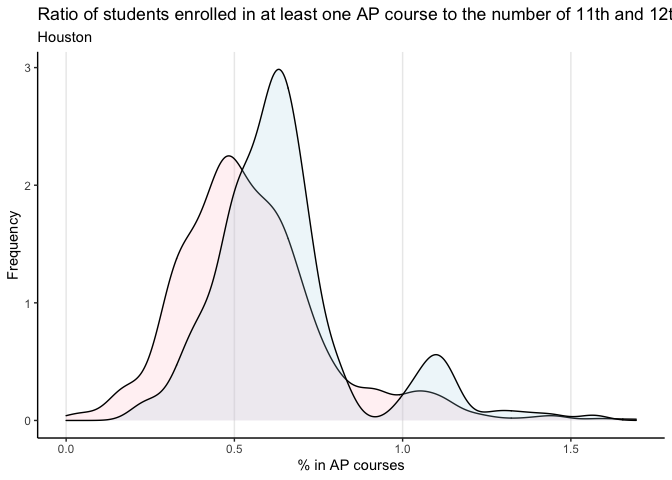 Ratio of students enrolled in at least one AP course to the number of 11th and
Houston
3
2
1
0
Frequency
0.0
0.5
1.0
1.5
% in AP courses